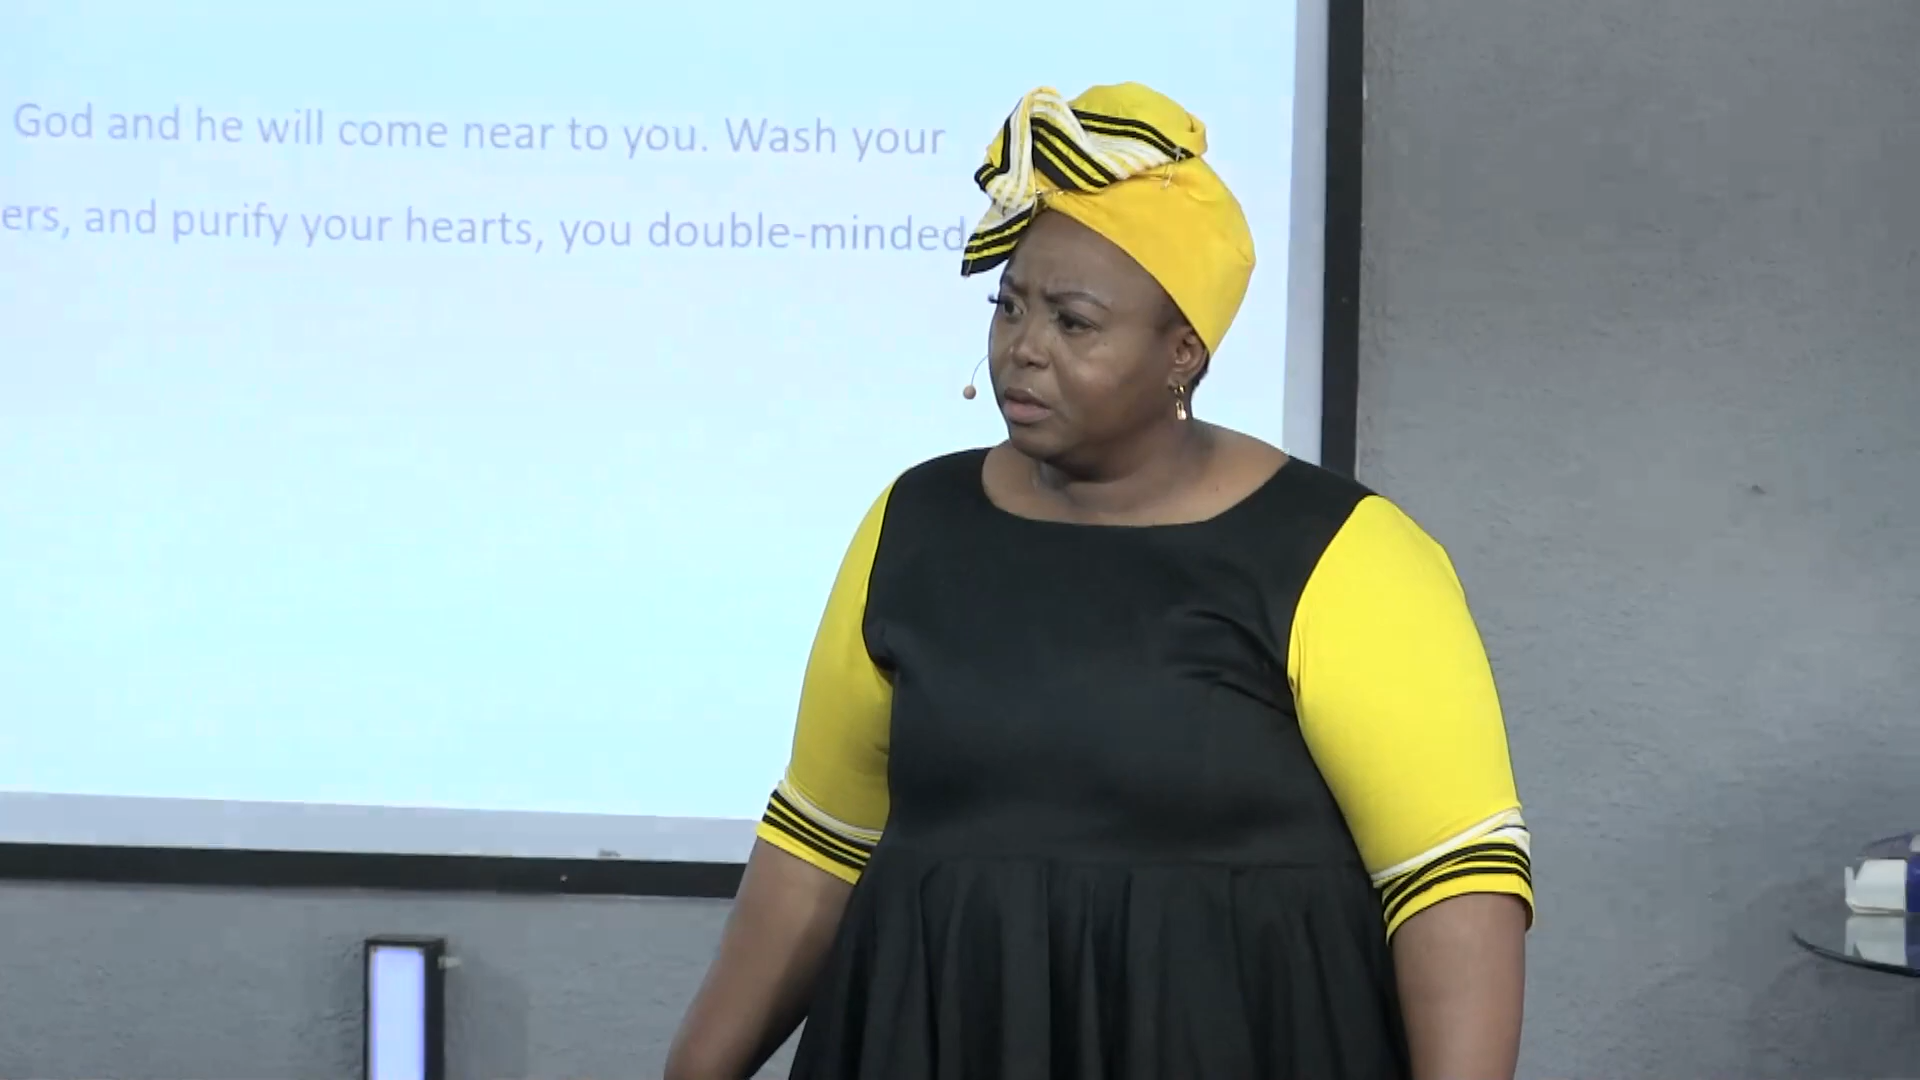 God and he will come near to you. Wash your
ers, and purify your hearts, you double-minded